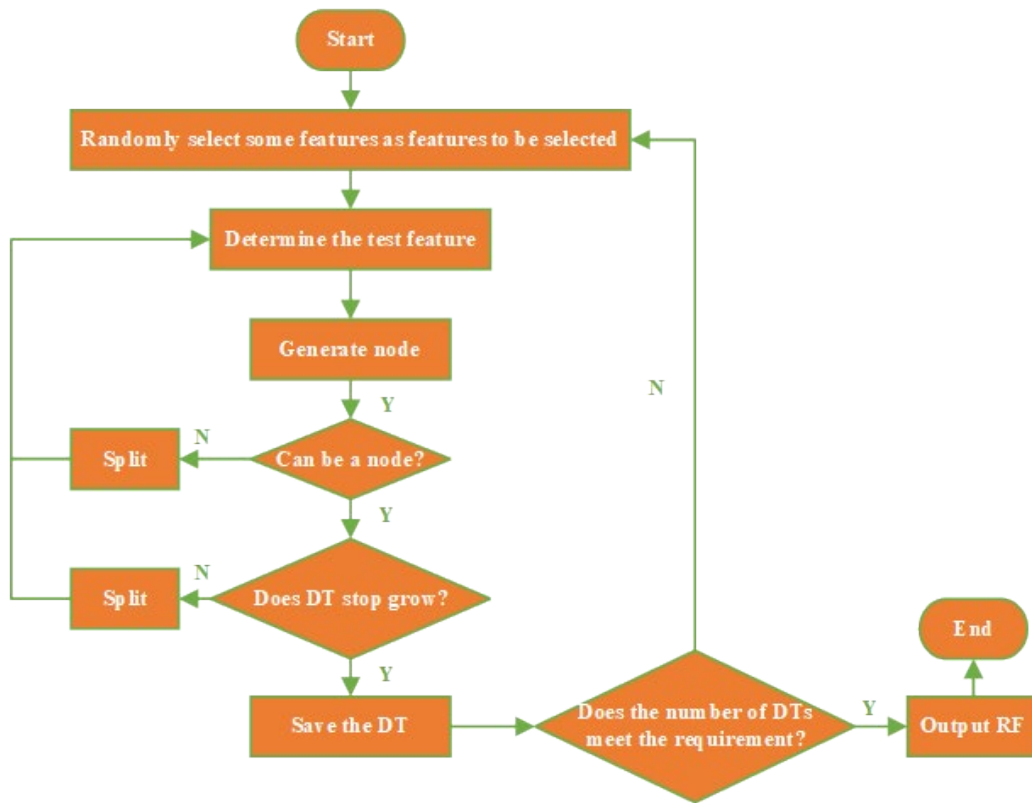 Start
Randomly select some features as features to be selected
Determine the test feature
Generate node
Y
N
Can be a node?
N
Split
Y
Does DT stop grow?
N
Split
Y
Save the DT
Does the number of DTs
meet the requirement?
Y
Output RF
End